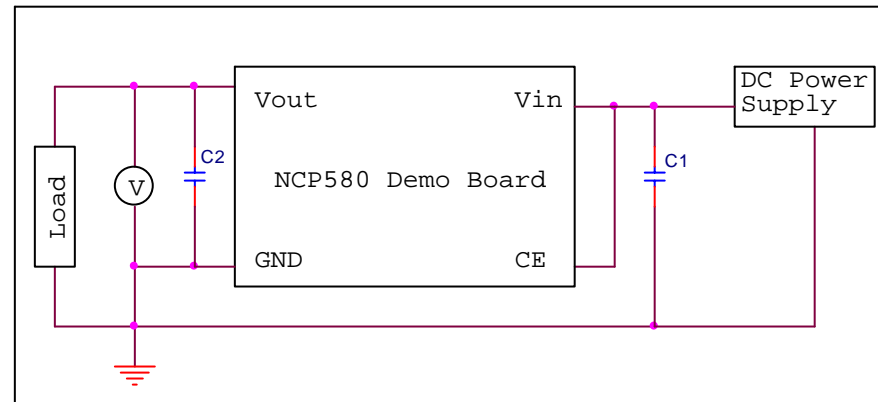 DC Power
Supply
Vout
Vin
C2
C1
Load
V
NCP580 Demo Board
GND
CE